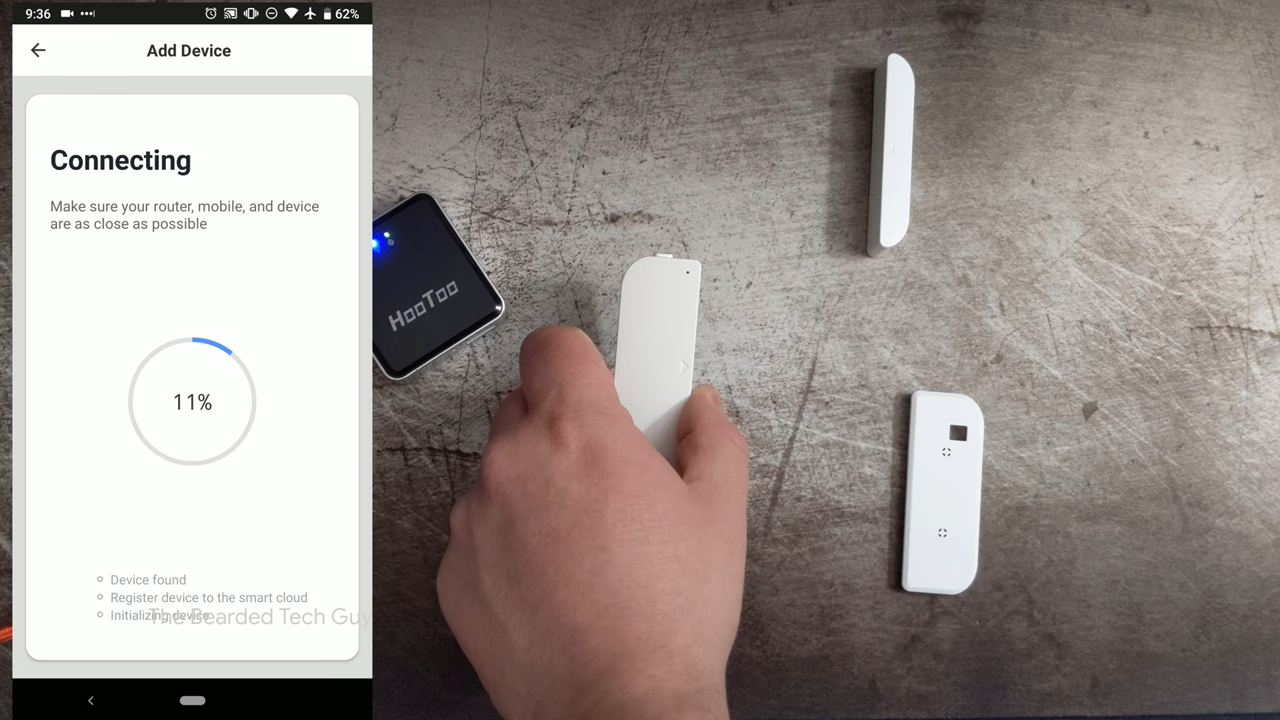 9:36
62%
Add Device
Connecting
Make sure your router, mobile, and device
are as close as possible
11%
Device found
Register device to the smart cloud
Initializing device
The Bearded Tech Guy
HooToo